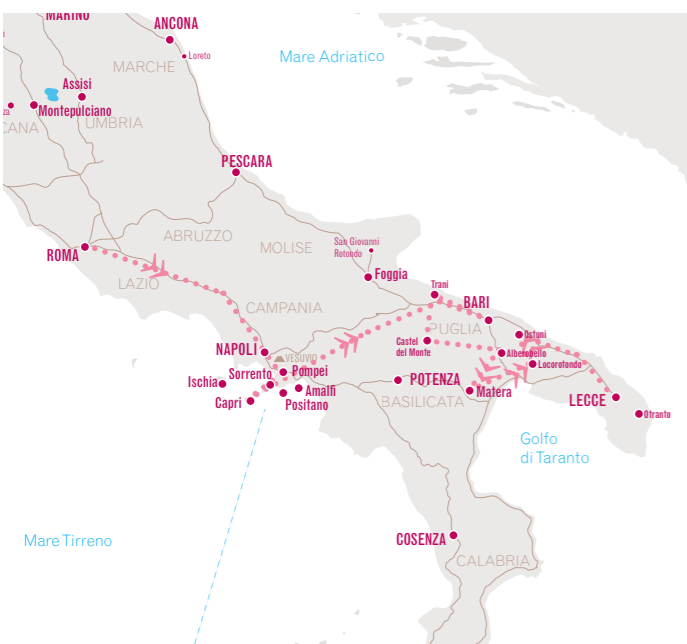 MARINO
ANCONA
Loreto
MARCHE
Mare Adriatico
Assisi
za
Montepulciano
CANA
UMBRIA
PESCARA
ABRUZZO
MOLISE
San Giovanni
Rotondo
ROMA
LAZIO
Foggia
Trani
CAMPANIA
BARI
PUGLIA
Ostuni
Castel
del Monte
NAPOLI
VESUVIO
Alberobello
Locorotondo
Pompei
Sorrento
Ischia
POTENZA
Amalfi
Matera
Capri
Positano
BASILICATA
LECCE
Otranto
Golfo
di Taranto
Mare Tirreno
COSENZA
CALABRIA